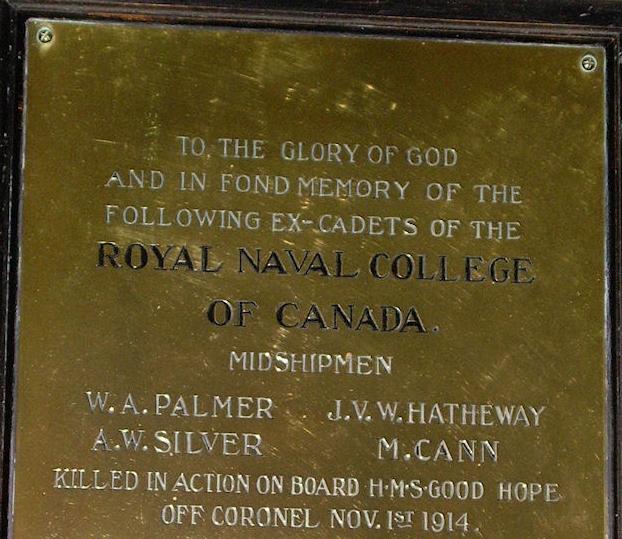 TO THE GLORY OF GOD
AND IN FOND MEMORY OF THE
FOLLOWING EX-CADETS OF THE
ROYAL NAVAL COLLEGE
OF CANADA.
MIDSHIPMEN
W. A. PALMER J. V. W. HATHEWAY
A. W. SILVER M. CANN
KILLED IN ACTION ON BOARD H·M·S·GOOD HOPE
OFF CORONEL NOV. 1ST 1914.